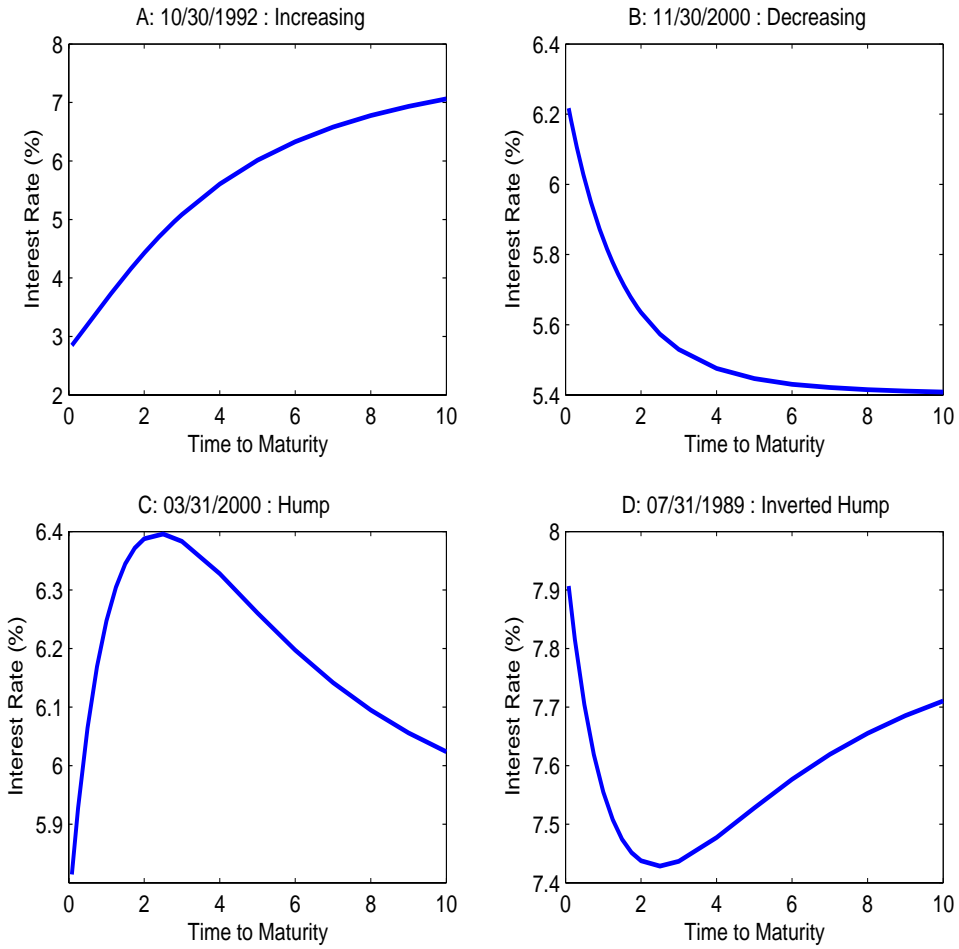 A: 10/30/1992 : Increasing
8
7
6
5
4
3
2
Interest Rate (%)
0 2 4 6 8 10
Time to Maturity
B: 11/30/2000 : Decreasing
6.4
6.2
6
5.8
5.6
5.4
Interest Rate (%)
0 2 4 6 8 10
Time to Maturity
C: 03/31/2000 : Hump
6.4
6.3
6.2
6.1
6
5.9
Interest Rate (%)
0 2 4 6 8 10
Time to Maturity
D: 07/31/1989 : Inverted Hump
8
7.9
7.8
7.7
7.6
7.5
7.4
Interest Rate (%)
0 2 4 6 8 10
Time to Maturity